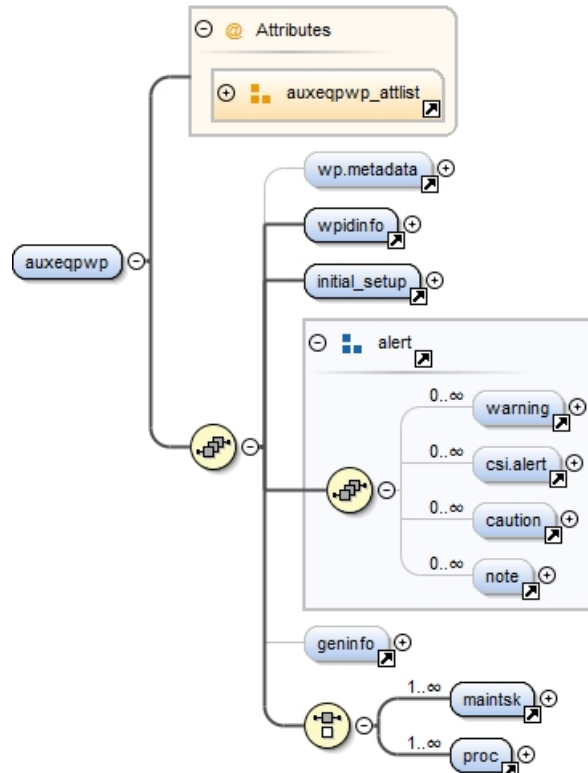 @ Attributes
auxeqpwp_attlist
wp.metadata
wpidinfo
auxeqpwp
initial_setup
alert
0..∞
warning
0..∞
csi.alert
0..∞
caution
0..∞
note
geninfo
1..∞
maintsk
1..∞
proc